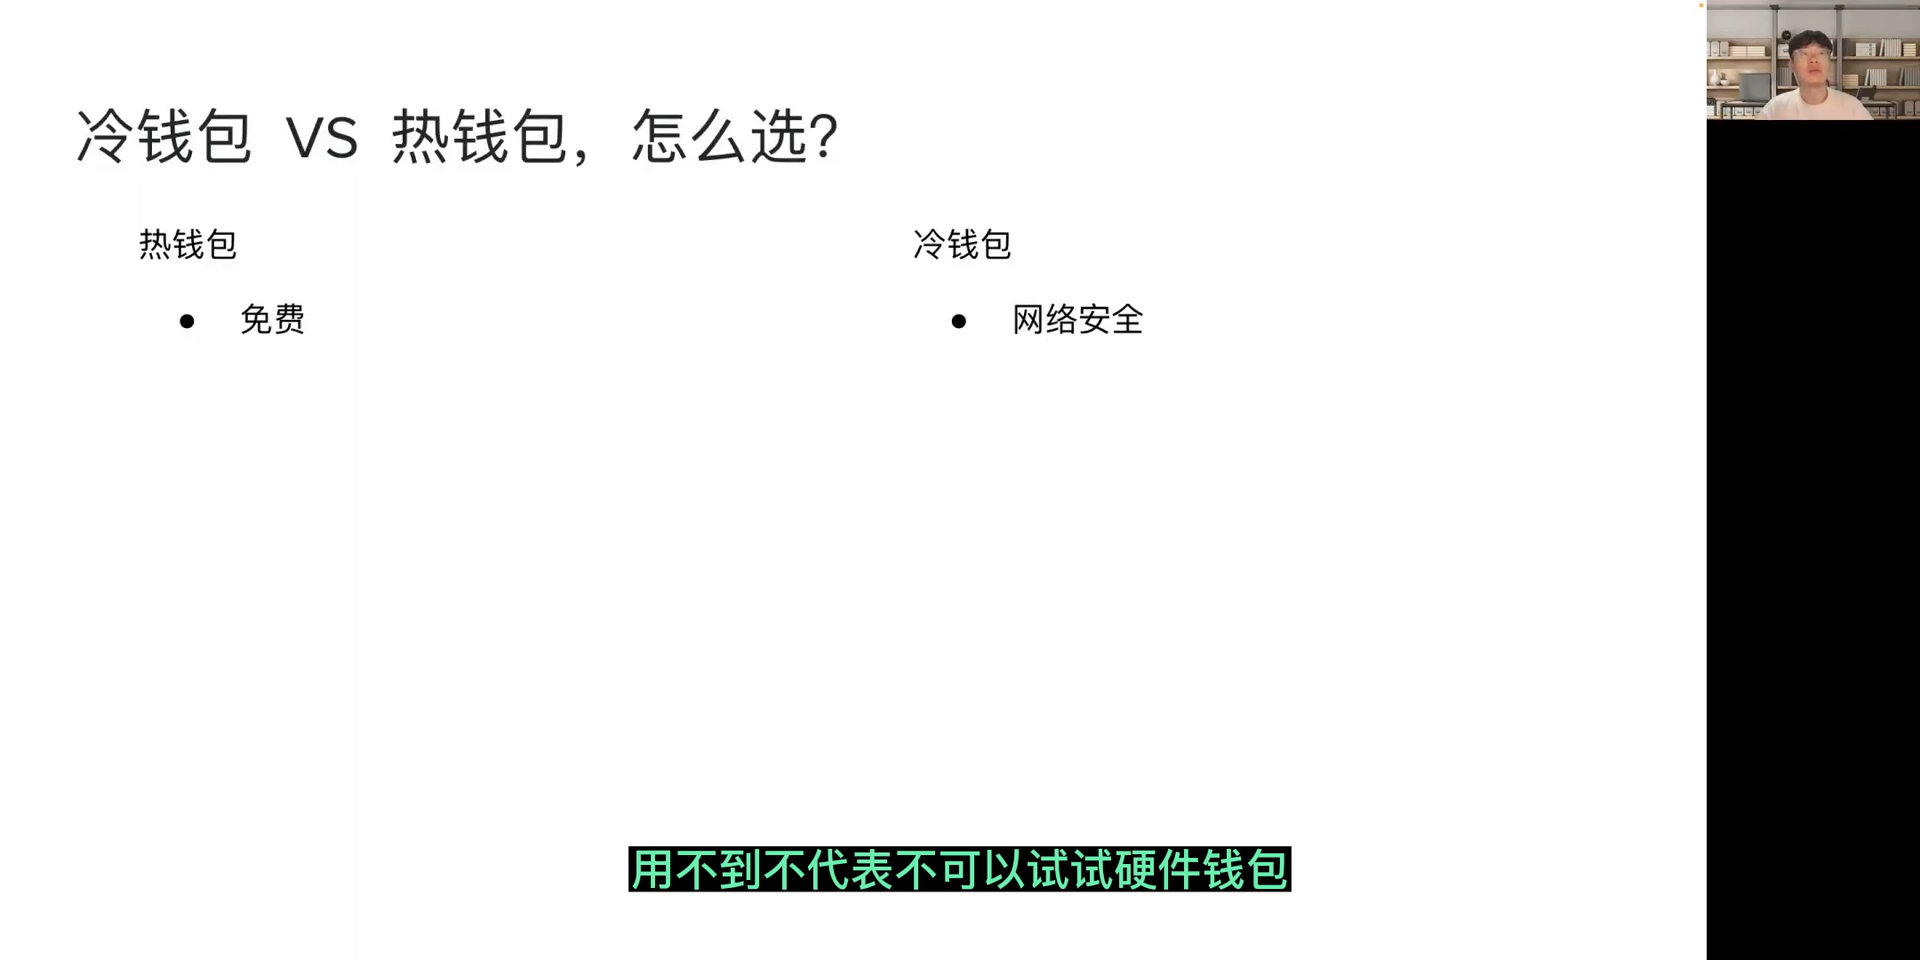 冷钱包 VS 热钱包，怎么选？
热钱包
● 免费
冷钱包
● 网络安全
用不到不代表不可以试试硬件钱包